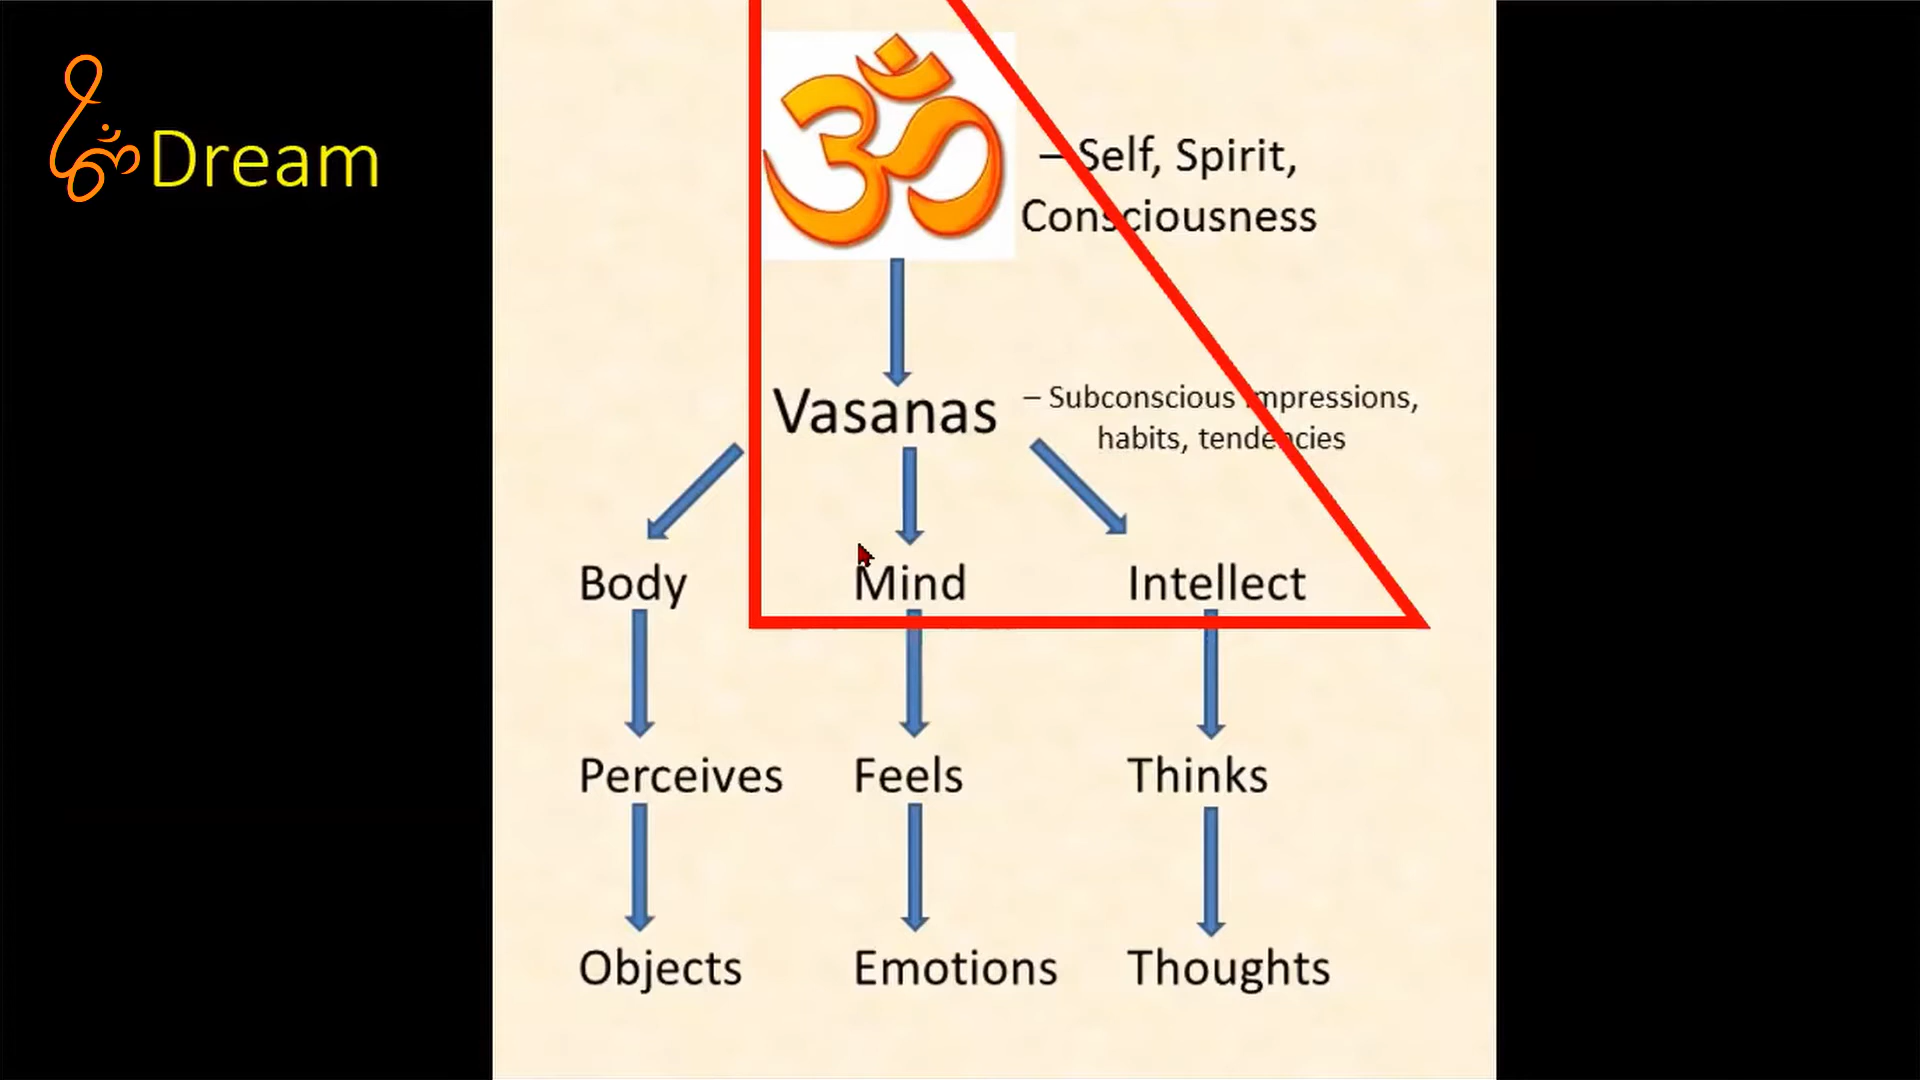 Dream
ॐ
– Self, Spirit,
Consciousness
Vasanas
– Subconscious impressions,
habits, tendencies
Body
Mind
Intellect
Perceives
Feels
Thinks
Objects
Emotions
Thoughts